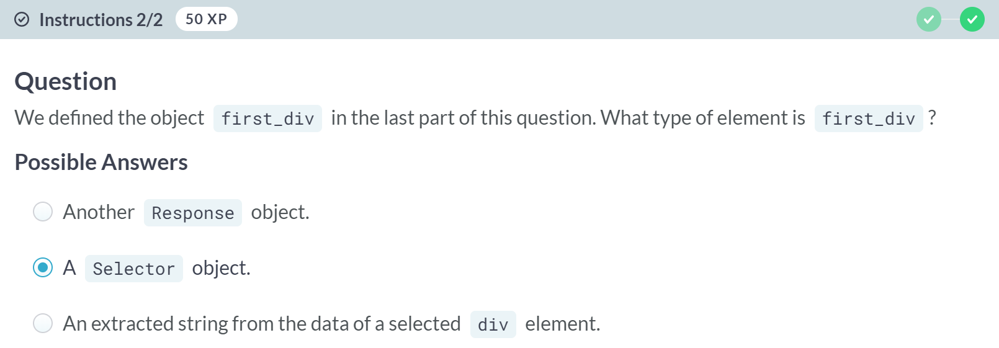 Instructions 2/2 50 XP
Question
We defined the object first_div in the last part of this question. What type of element is first_div ?
Possible Answers
Another Response object.
A Selector object.
An extracted string from the data of a selected div element.